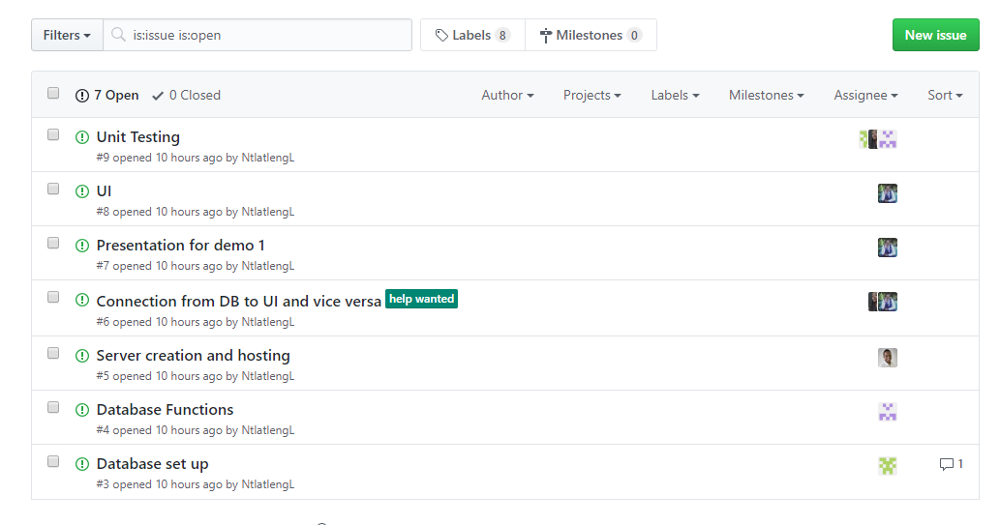 Filters is:issue is:open Labels 8 Milestones 0 New issue
7 Open 0 Closed Author Projects Labels Milestones Assignee Sort
Unit Testing
#9 opened 10 hours ago by NtlatlengL
UI
#8 opened 10 hours ago by NtlatlengL
Presentation for demo 1
#7 opened 10 hours ago by NtlatlengL
Connection from DB to UI and vice versa help wanted
#6 opened 10 hours ago by NtlatlengL
Server creation and hosting
#5 opened 10 hours ago by NtlatlengL
Database Functions
#4 opened 10 hours ago by NtlatlengL
Database set up 1
#3 opened 10 hours ago by NtlatlengL